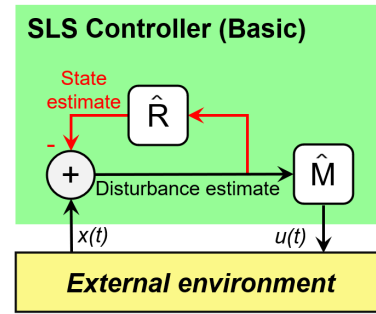 SLS Controller (Basic)
State
estimate
R̂
-
+
Disturbance estimate
M̂
x(t)
u(t)
External environment